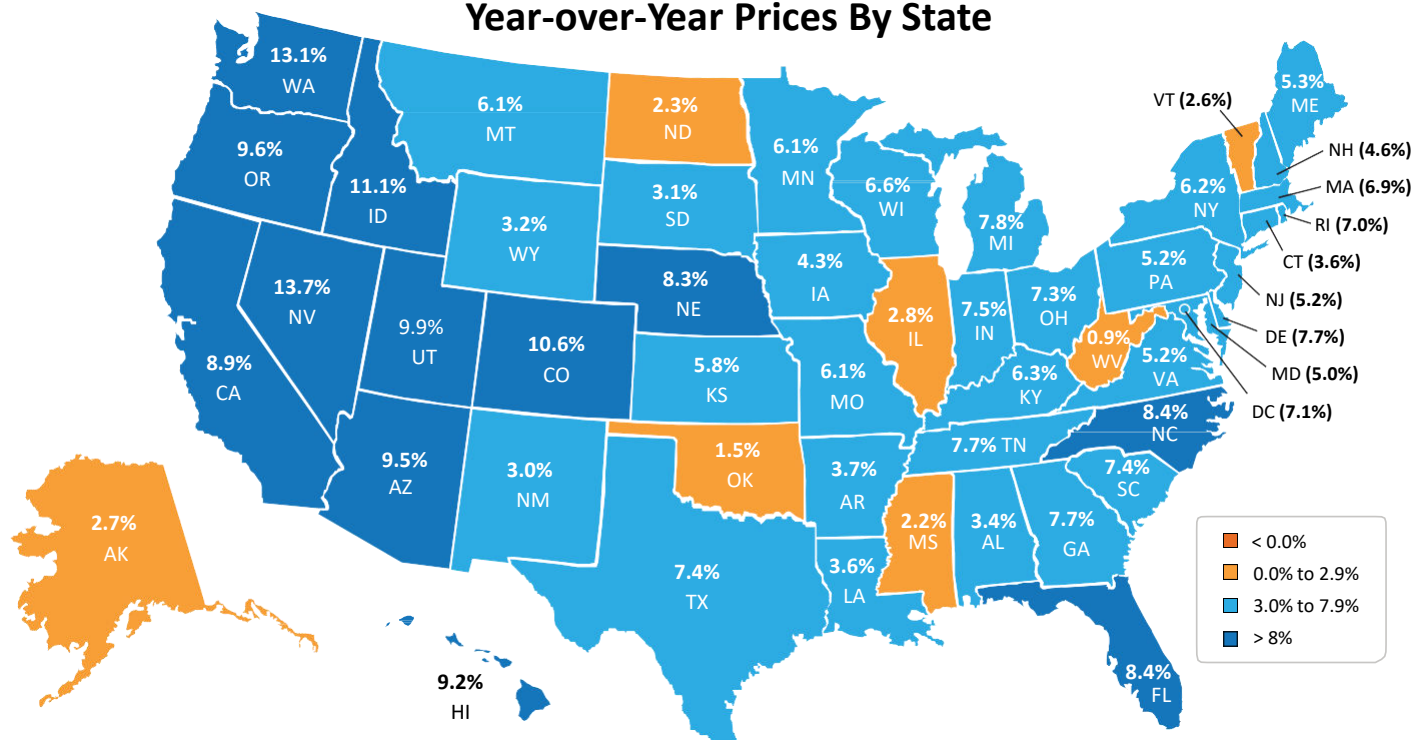 Year-over-Year Prices By State
13.1%
WA
9.6%
OR
11.1%
ID
6.1%
MT
2.3%
ND
6.1%
MN
3.1%
SD
3.2%
WY
6.6%
WI
7.8%
MI
5.3%
ME
VT (2.6%)
NH (4.6%)
MA (6.9%)
RI (7.0%)
CT (3.6%)
NJ (5.2%)
DE (7.7%)
MD (5.0%)
DC (7.1%)
6.2%
NY
5.2%
PA
13.7%
NV
8.9%
CA
9.9%
UT
10.6%
CO
8.3%
NE
4.3%
IA
2.8%
IL
7.5%
IN
7.3%
OH
0.9%
WV
5.2%
VA
5.8%
KS
6.1%
MO
6.3%
KY
8.4%
NC
7.7% TN
7.4%
SC
9.5%
AZ
3.0%
NM
1.5%
OK
3.7%
AR
2.2%
MS
3.4%
AL
7.7%
GA
7.4%
TX
3.6%
LA
8.4%
FL
2.7%
AK
9.2%
HI
< 0.0%
0.0% to 2.9%
3.0% to 7.9%
> 8%